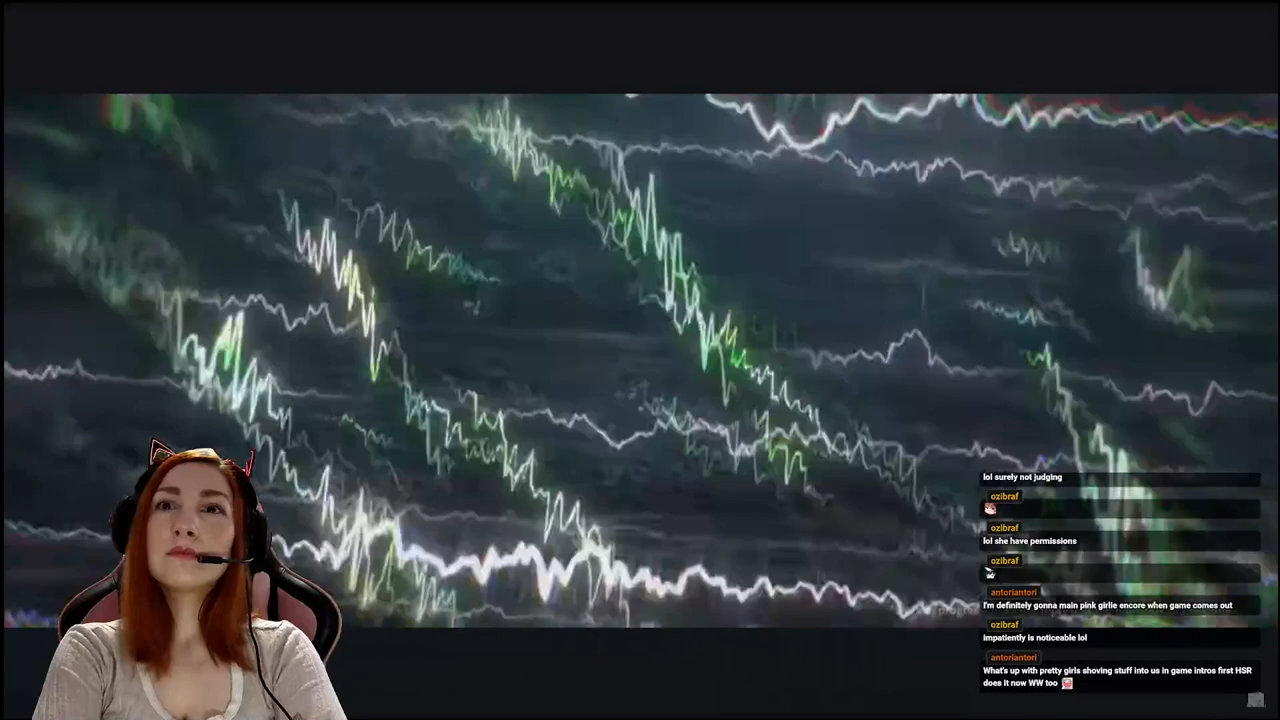 lol surely not judging
ozibraf
ozibraf
lol she have permissions
ozibraf
antoriantori
I'm definitely gonna main pink girlie encore when game comes out
ozibraf
impatiently is noticeable lol
antoriantori
What's up with pretty girls shoving stuff into us in game intros first HSR
does it now WW too